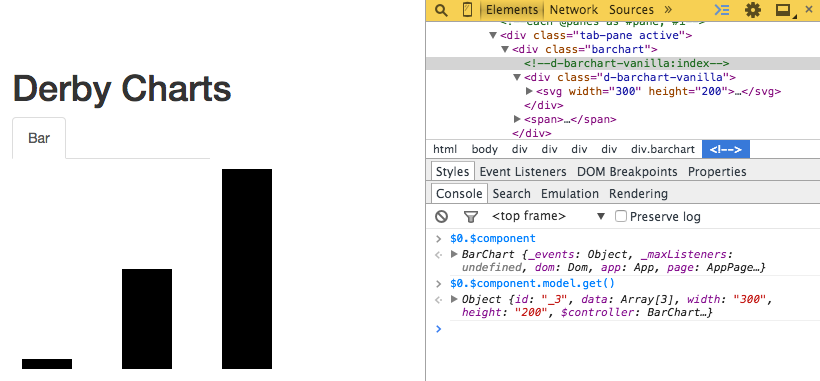 Derby Charts
Bar
Elements Network Sources »
<div class="tab-pane active">
<div class="barchart">
<!--d-barchart-vanilla:index-->
<div class="d-barchart-vanilla">
<svg width="300" height="200">…</svg>
</div>
<span>…</span>
</div>
html body div div div div div.barchart <!-->
Styles Event Listeners DOM Breakpoints Properties
Console Search Emulation Rendering
<top frame> Preserve log
$0.$component
BarChart {_events: Object, _maxListeners:
undefined, dom: Dom, app: App, page: AppPage…}
$0.$component.model.get()
Object {id: "_3", data: Array[3], width: "300",
height: "200", $controller: BarChart…}